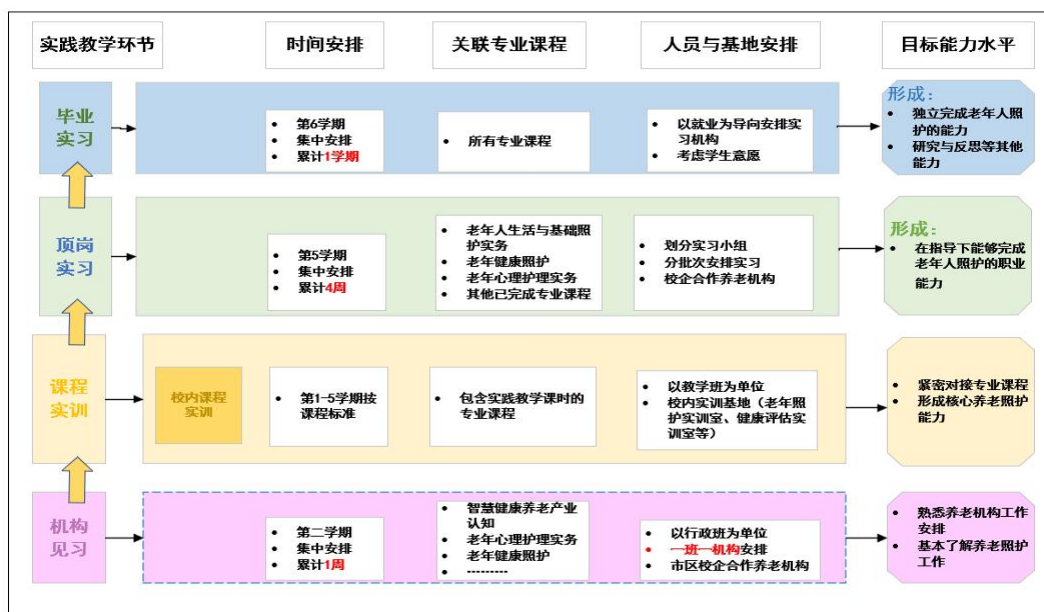 实践教学环节
时间安排
关联专业课程
人员与基地安排
目标能力水平
毕业
实习
• 第6学期
• 集中安排
• 累计1学期
• 所有专业课程
• 以就业为导向安排实
习机构
• 考虑学生意愿
形成：
• 独立完成老年人照
护的能力
• 研究与反思等其他
能力
顶岗
实习
• 第5学期
• 集中安排
• 累计4周
• 老年人生活与基础照
护实务
• 老年健康照护
• 老年心理护理实务
• 其他已完成专业课程
• 划分实习小组
• 分批次安排实习
• 校企合作养老机构
形成：
• 在指导下能够完成
老年人照护的职业
能力
课程
实训
校内课程
实训
• 第1-5学期按
课程标准
• 包含实践教学课时的
专业课程
• 以教学班为单位
• 校内实训基地（老年照
护实训室、健康评估实
训室等）
• 紧密对接专业课程
• 形成核心养老照护
能力
机构
见习
• 第二学期
• 集中安排
• 累计1周
• 智慧健康养老产业
认知
• 老年心理护理实务
• 老年健康照护
• ---------
• 以行政班为单位
• 一班一机构安排
• 市区校企合作养老机构
• 熟悉养老机构工作
安排
• 基本了解养老照护
工作